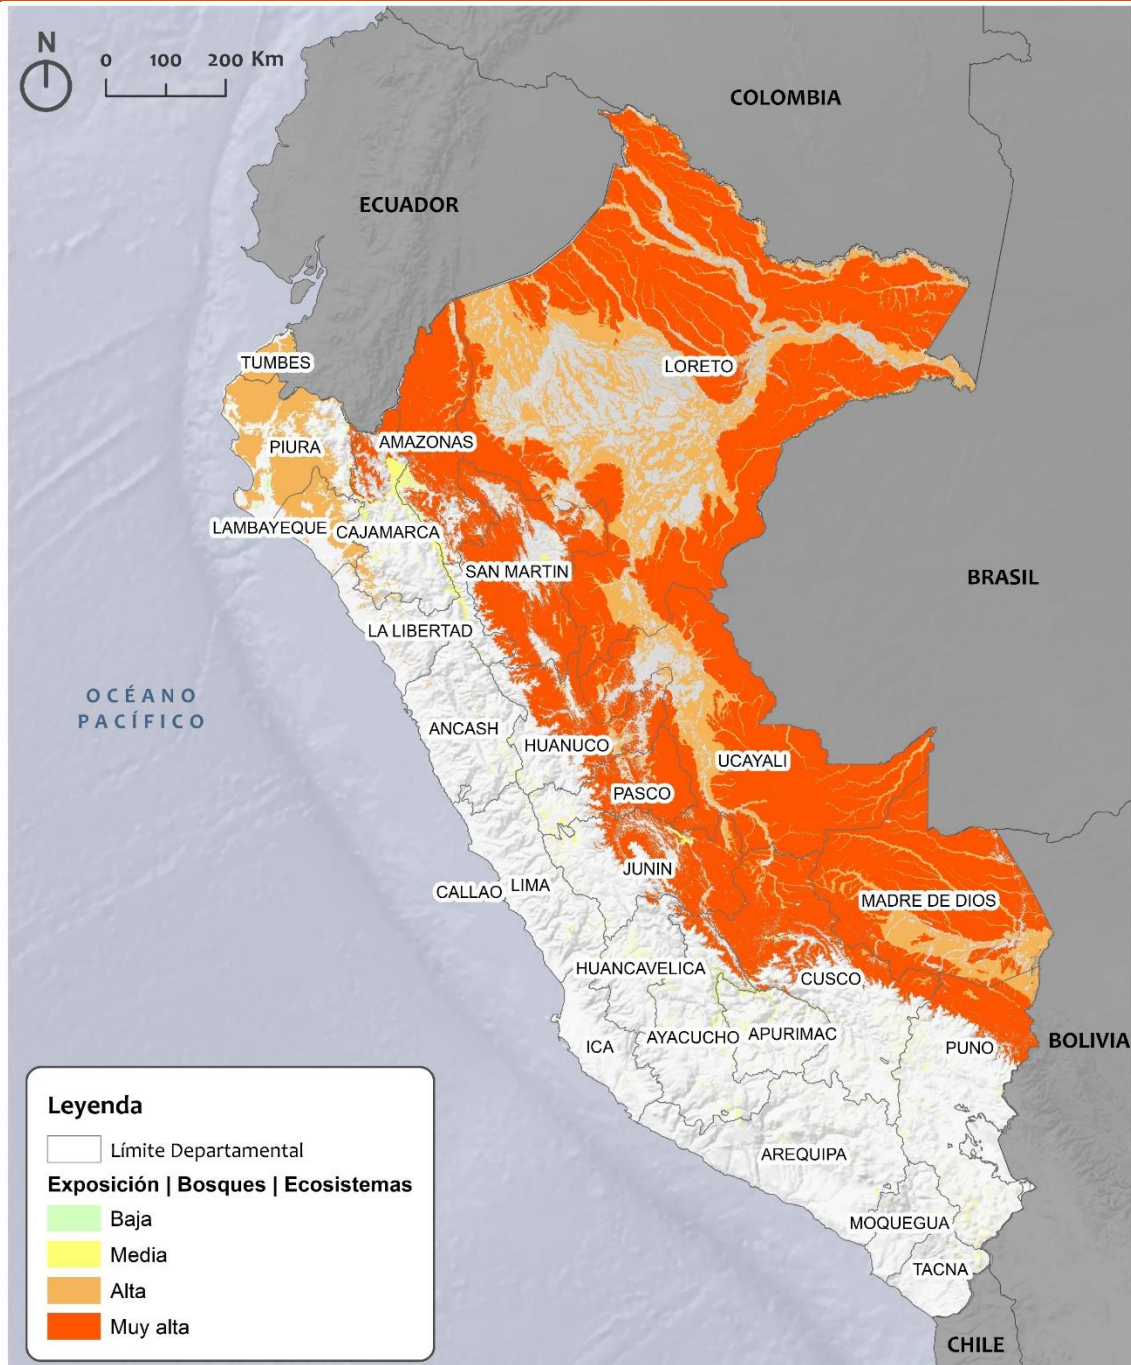 N
0 100 200 Km
COLOMBIA
ECUADOR
TUMBES
LORETO
AMAZONAS
PIURA
LAMBAYEQUE
CAJAMARCA
SAN MARTIN
BRASIL
LA LIBERTAD
OCÉANO
PACÍFICO
ANCASH
HUANUCO
UCAYALI
PASCO
JUNIN
CALLAO
LIMA
MADRE DE DIOS
HUANCAVELICA
CUSCO
AYACUCHO
APURIMAC
ICA
PUNO
BOLIVIA
AREQUIPA
MOQUEGUA
TACNA
CHILE
Leyenda
Límite Departamental
Exposición | Bosques | Ecosistemas
Baja
Media
Alta
Muy alta